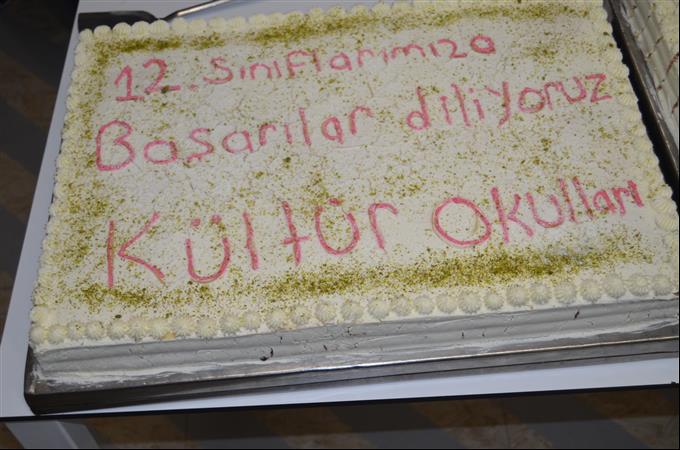 12. Sınıflarımıza
Başarılar diliyoruz
Kültür Okulları